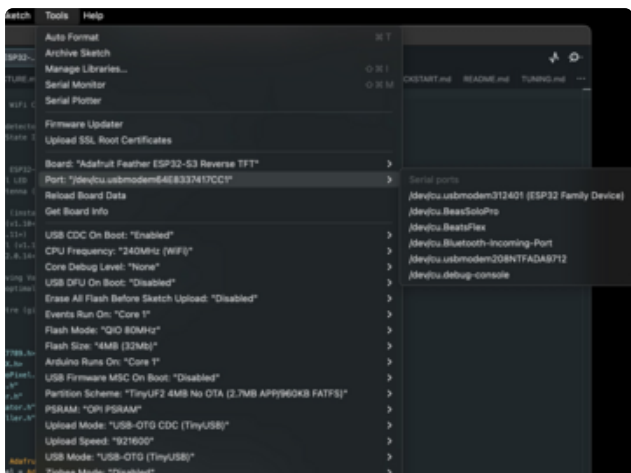 Sketch Tools Help
Auto Format ⌘ T
Archive Sketch
Manage Libraries...
Serial Monitor
Serial Plotter
Firmware Updater
Upload SSL Root Certificates
Board: "Adafruit Feather ESP32-S3 Reverse TFT"
Port: "/dev/cu.usbmodem64E8337417CC1"
Reload Board Data
Get Board Info
USB CDC On Boot: "Enabled"
CPU Frequency: "240MHz (WiFi)"
Core Debug Level: "None"
USB DFU On Boot: "Disabled"
Erase All Flash Before Sketch Upload: "Disabled"
Events Run On: "Core 1"
Flash Mode: "QIO 80MHz"
Flash Size: "4MB (32Mb)"
Arduino Runs On: "Core 1"
USB Firmware MSC On Boot: "Disabled"
Partition Scheme: "TinyUF2 4MB No OTA (2.7MB APP/960KB FATFS)"
PSRAM: "OPI PSRAM"
Upload Mode: "USB-OTG CDC (TinyUSB)"
Upload Speed: "921600"
USB Mode: "USB-OTG (TinyUSB)"
Zigbee Mode: "Disabled"
CKSTART.md README.md TUNING.md
Serial ports
/dev/cu.usbmodem312401 (ESP32 Family Device)
/dev/cu.BeasSoloPro
/dev/cu.BeatsFlex
/dev/cu.Bluetooth-Incoming-Port
/dev/cu.usbmodem208NTFADA9712
/dev/cu.debug-console